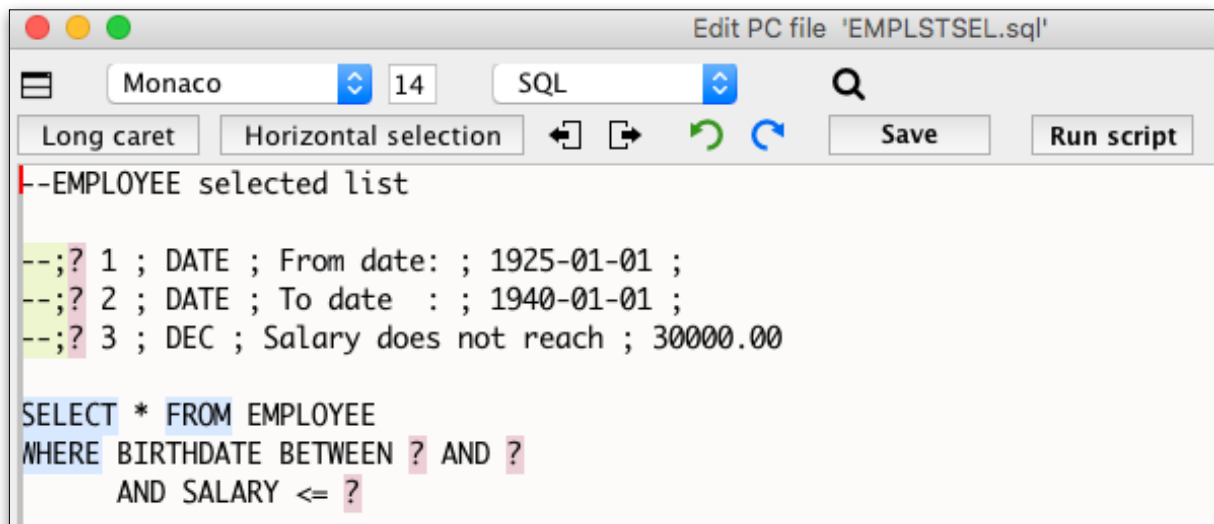 Edit PC file 'EMPLSTSEL.sql'
Monaco 14 SQL
Long caret Horizontal selection Save Run script
--EMPLOYEE selected list
--;? 1 ; DATE ; From date: ; 1925-01-01 ;
--;? 2 ; DATE ; To date  : ; 1940-01-01 ;
--;? 3 ; DEC ; Salary does not reach ; 30000.00
SELECT * FROM EMPLOYEE
WHERE BIRTHDATE BETWEEN ? AND ?
      AND SALARY <= ?